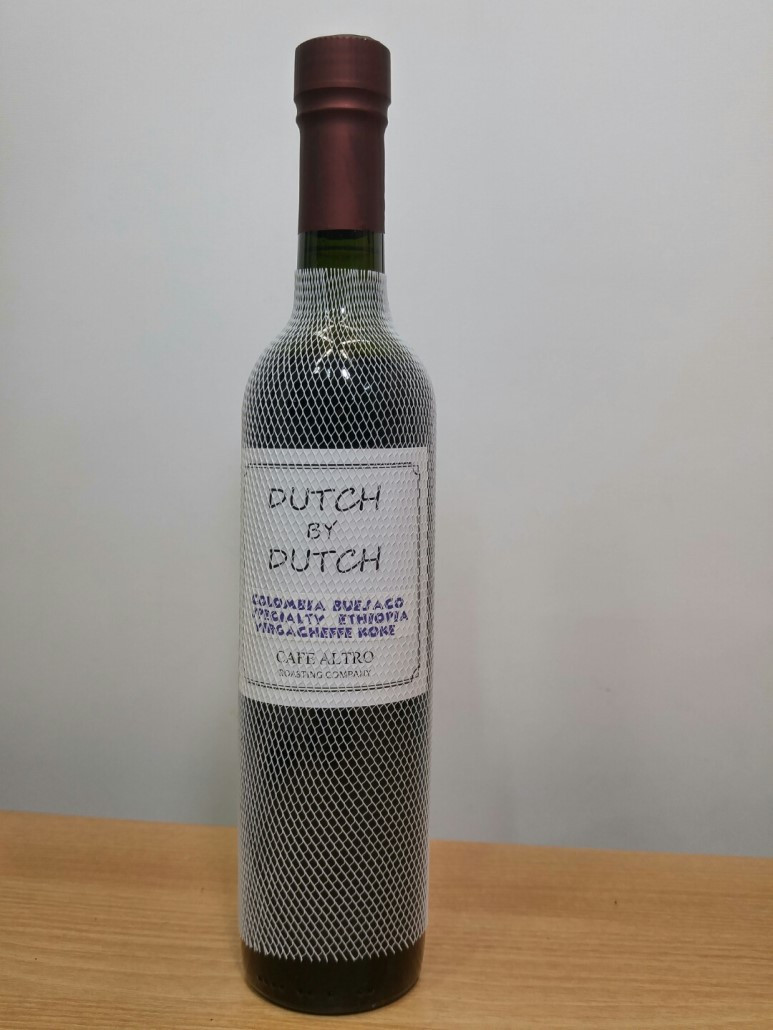 DUTCH
BY
DUTCH
COLOMBIA BUESACO
SPECIALTY ETHIOPIA
YIRGACHEFFE KOKE
CAFE ALTRO
ROASTING COMPANY